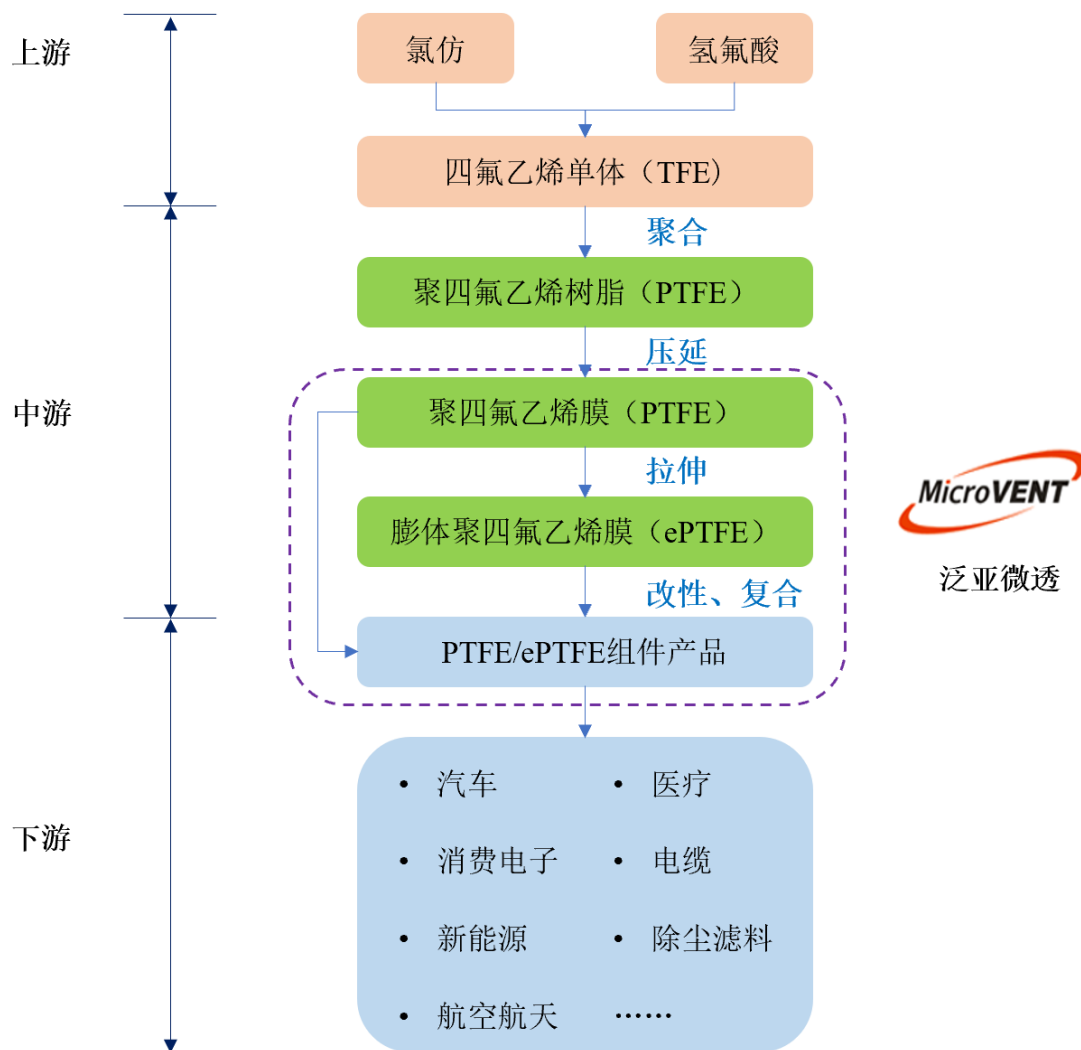 上游
氯仿
氢氟酸
四氟乙烯单体（TFE)
聚合
聚四氟乙烯树脂（PTFE）
压延
中游
聚四氟乙烯膜（PTFE）
拉伸
MicroVENT
膨体聚四氟乙烯膜（ePTFE）
泛亚微透
改性、复合
PTFE/ePTFE组件产品
下游
• 汽车
• 医疗
• 消费电子
• 电缆
• 新能源
• 除尘滤料
• 航空航天
……